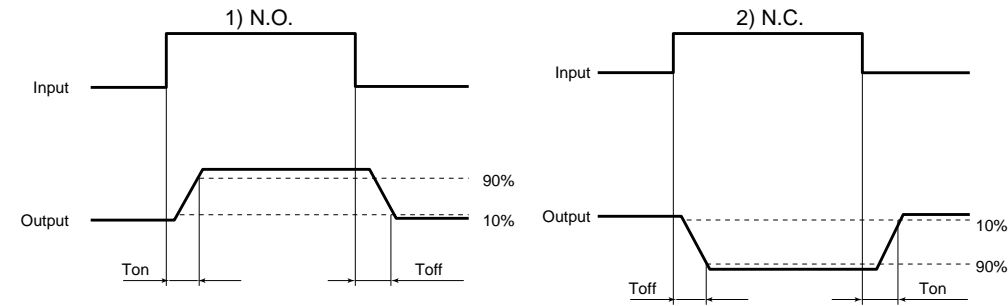 1) N.O.
Input
Output
90%
10%
Ton
Toff
2) N.C.
Input
Output
10%
90%
Toff
Ton